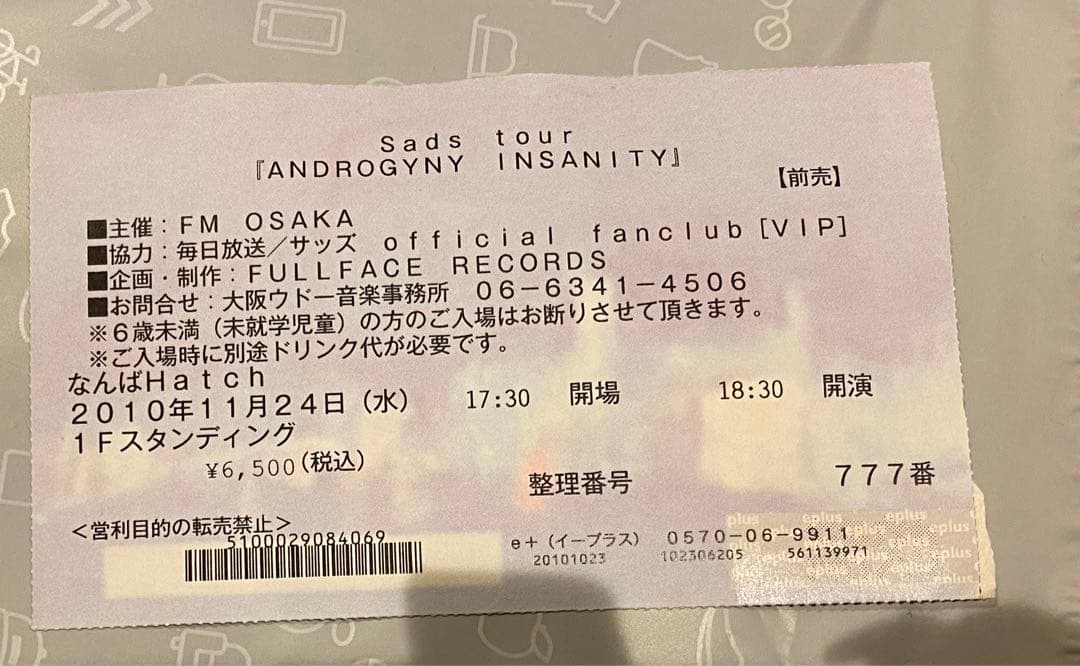 Sads tour
『ANDROGYNY INSANITY』
【前売】
■主催：FM OSAKA
■協力：毎日放送／サッズ official fanclub [VIP]
■企画・制作：FULLFACE RECORDS
■お問合せ：大阪ウドー音楽事務所 06-6341-4506
※6歳未満（未就学児童）の方のご入場はお断りさせて頂きます。
※ご入場時に別途ドリンク代が必要です。
なんばHatch
2010年11月24日（水） 17:30 開場 18:30 開演
1Fスタンディング
¥6,500(税込)
整理番号 777番
＜営利目的の転売禁止＞
5100029084069
e+（イープラス） 0570-06-9911
20101023 102306205 561139971
plus eplus eplus eplus
eplus eplus
eplus eplus